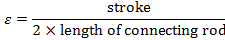 ε = stroke / 2 × length of connecting rod